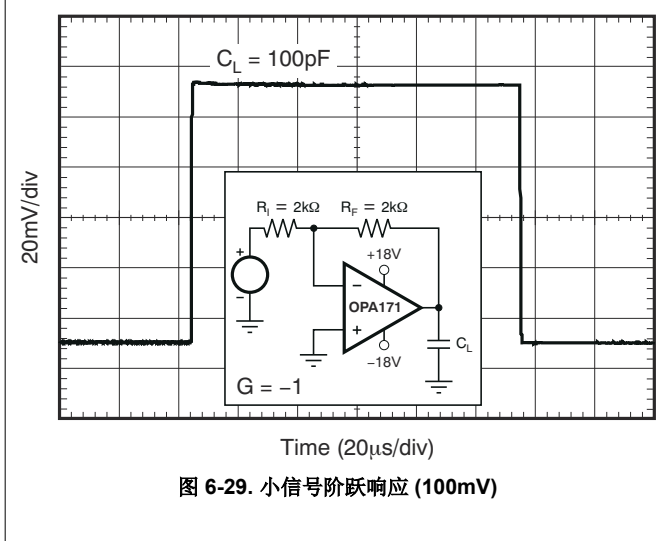 C_L = 100pF
20mV/div
R_I = 2kΩ
R_F = 2kΩ
+18V
+
−
−
OPA171
+
−18V
C_L
G = −1
Time (20μs/div)
图 6-29. 小信号阶跃响应 (100mV)